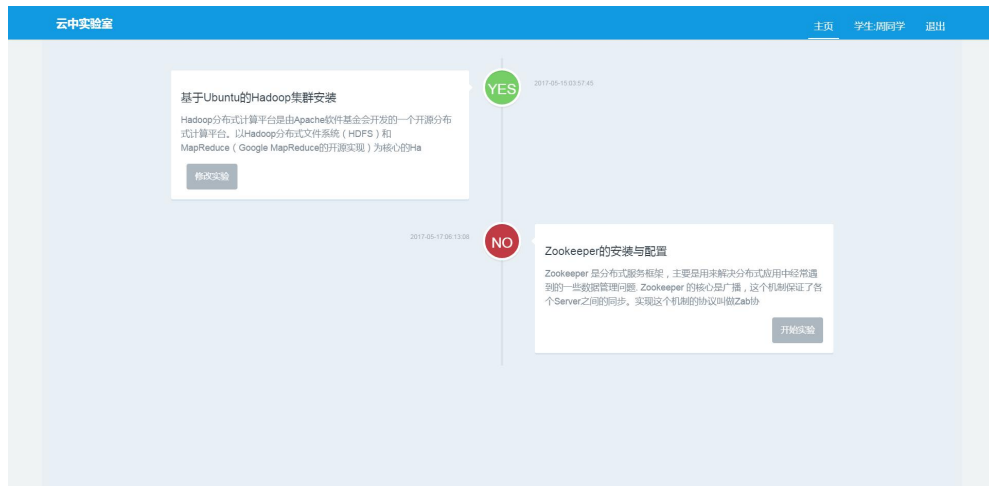 云中实验室
主页 学生:周同学 退出
YES
2017-05-15 03:57:45
基于Ubuntu的Hadoop集群安装
Hadoop分布式计算平台是由Apache软件基金会开发的一个开源分布
式计算平台。以Hadoop分布式文件系统（HDFS）和
MapReduce（Google MapReduce的开源实现）为核心的Ha
修改实验
2017-05-17 06:13:06
NO
Zookeeper的安装与配置
Zookeeper 是分布式服务框架，主要是用来解决分布式应用中经常遇
到的一些数据管理问题. Zookeeper 的核心是广播，这个机制保证了各
个Server之间的同步。实现这个机制的协议叫做Zab协
开始实验